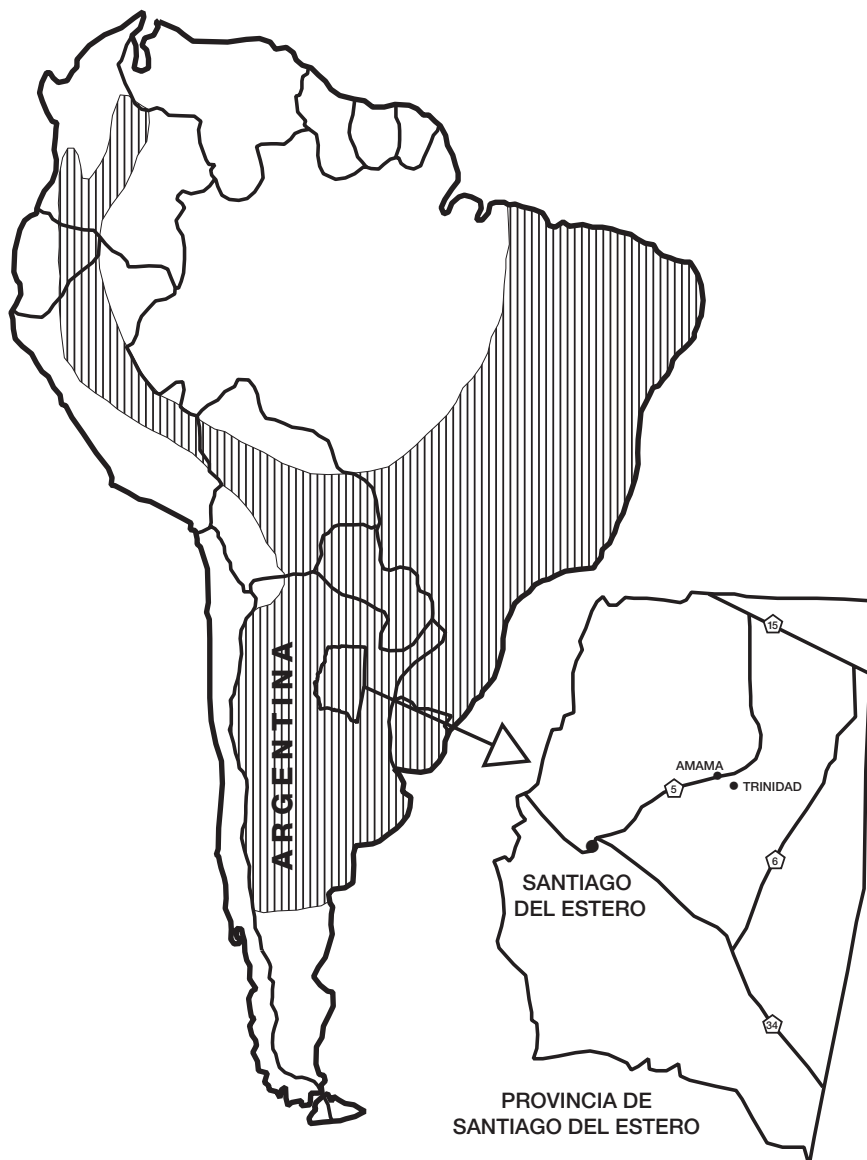 ARGENTINA
15
AMAMA
5
TRINIDAD
6
SANTIAGO
DEL ESTERO
34
PROVINCIA DE
SANTIAGO DEL ESTERO